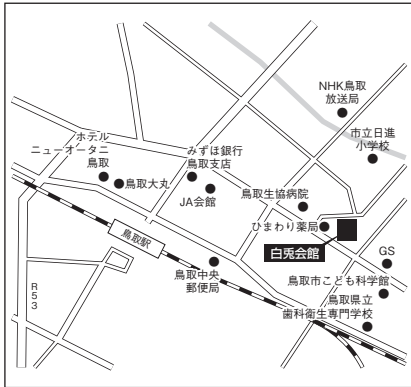 NHK鳥取
放送局
市立日進
小学校
ホテル
ニューオータニ
鳥取
みずほ銀行
鳥取支店
鳥取大丸
JA会館
鳥取生協病院
ひまわり薬局
白兎会館
鳥取駅
GS
鳥取市こども科学館
鳥取中央
郵便局
鳥取県立
歯科衛生専門学校
R53